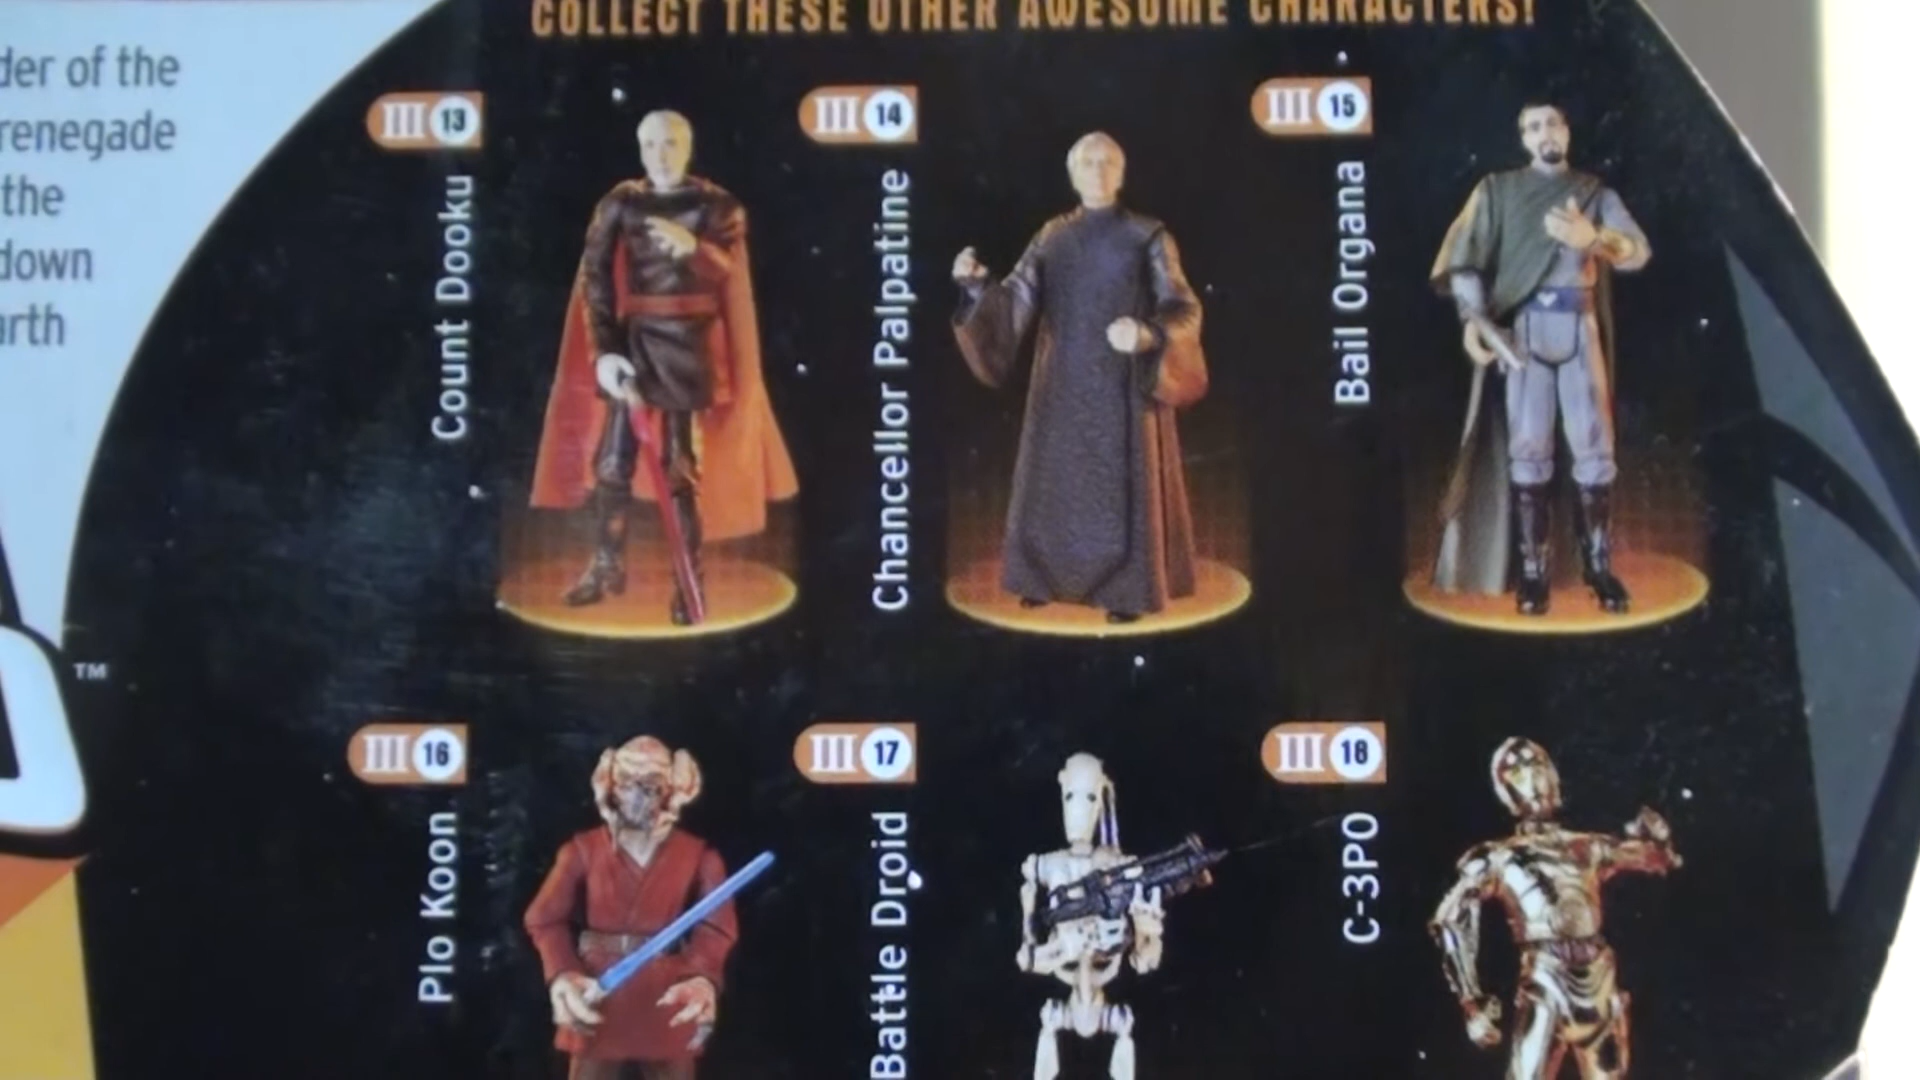 COLLECT THESE OTHER AWESOME CHARACTERS!
der of the
renegade
the
down
arth
III 13
Count Dooku
III 14
Chancellor Palpatine
III 15
Bail Organa
TM
III 16
Plo Koon
III 17
Battle Droid
III 18
C-3PO